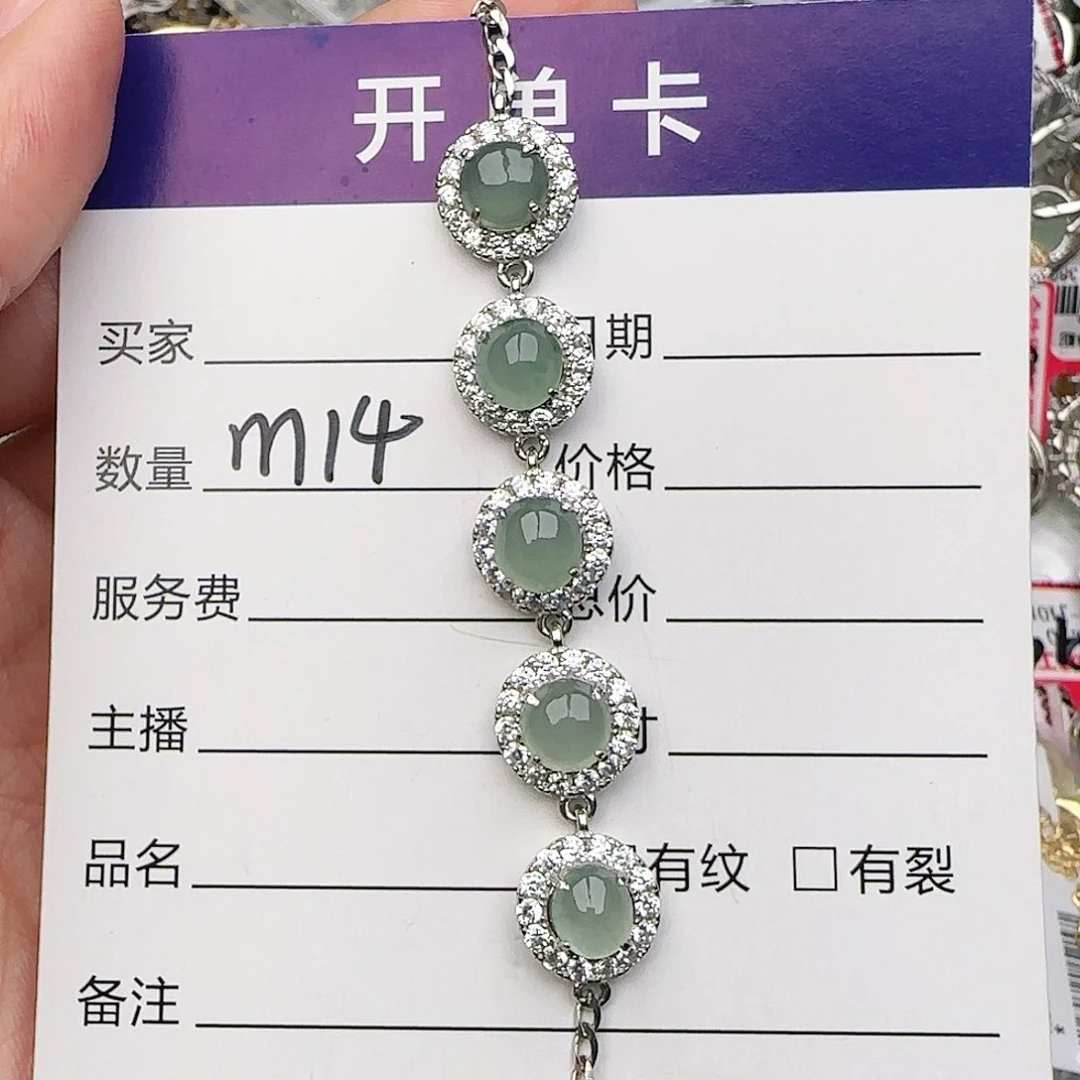 开单卡
买家 期
数量 m14 价格
服务费 总价
主播
品名 有纹 □有裂
备注